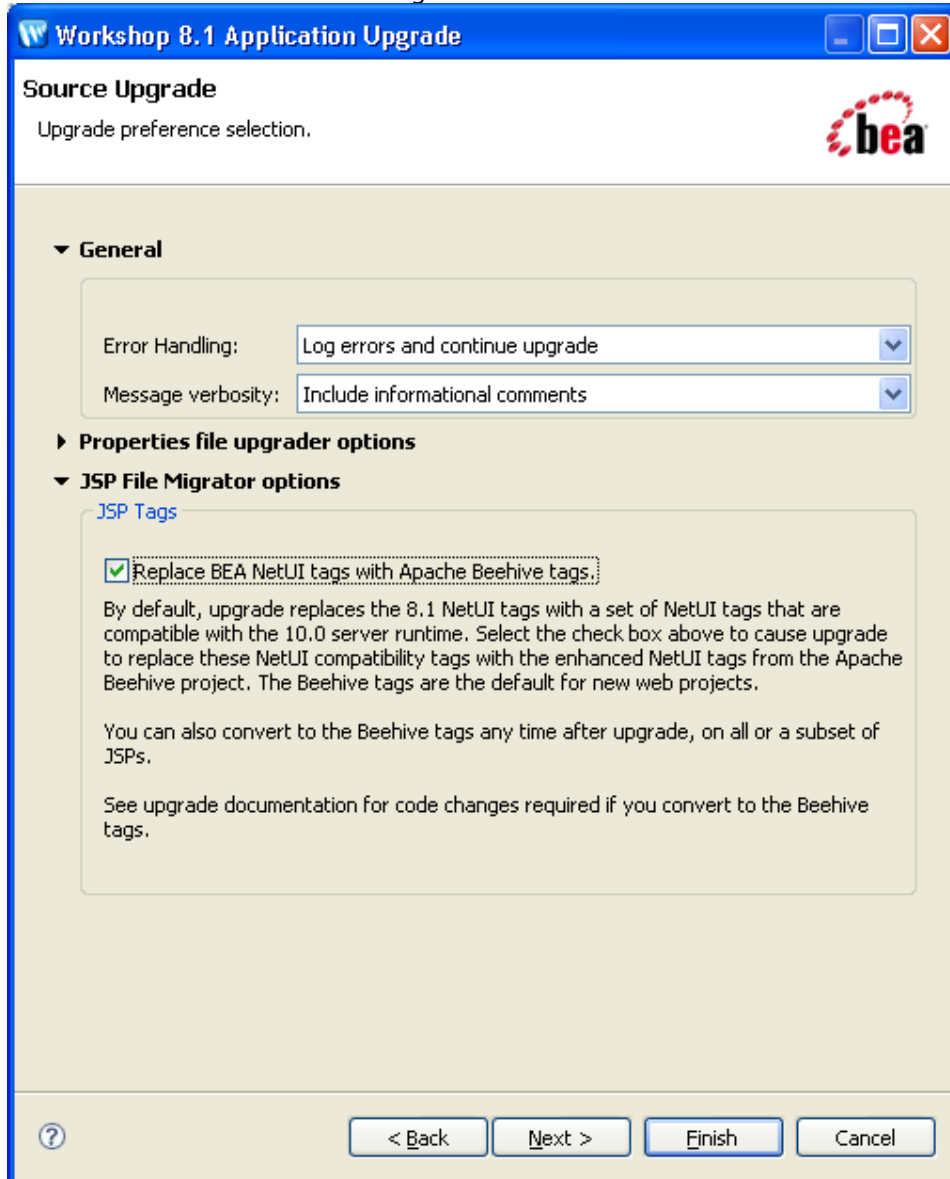 Workshop 8.1 Application Upgrade
Source Upgrade
Upgrade preference selection.
bea
General
Error Handling: Log errors and continue upgrade
Message verbosity: Include informational comments
Properties file upgrader options
JSP File Migrator options
JSP Tags
Replace BEA NetUI tags with Apache Beehive tags.
By default, upgrade replaces the 8.1 NetUI tags with a set of NetUI tags that are
compatible with the 10.0 server runtime. Select the check box above to cause upgrade
to replace these NetUI compatibility tags with the enhanced NetUI tags from the Apache
Beehive project. The Beehive tags are the default for new web projects.
You can also convert to the Beehive tags any time after upgrade, on all or a subset of
JSPs.
See upgrade documentation for code changes required if you convert to the Beehive
tags.
? < Back Next > Finish Cancel